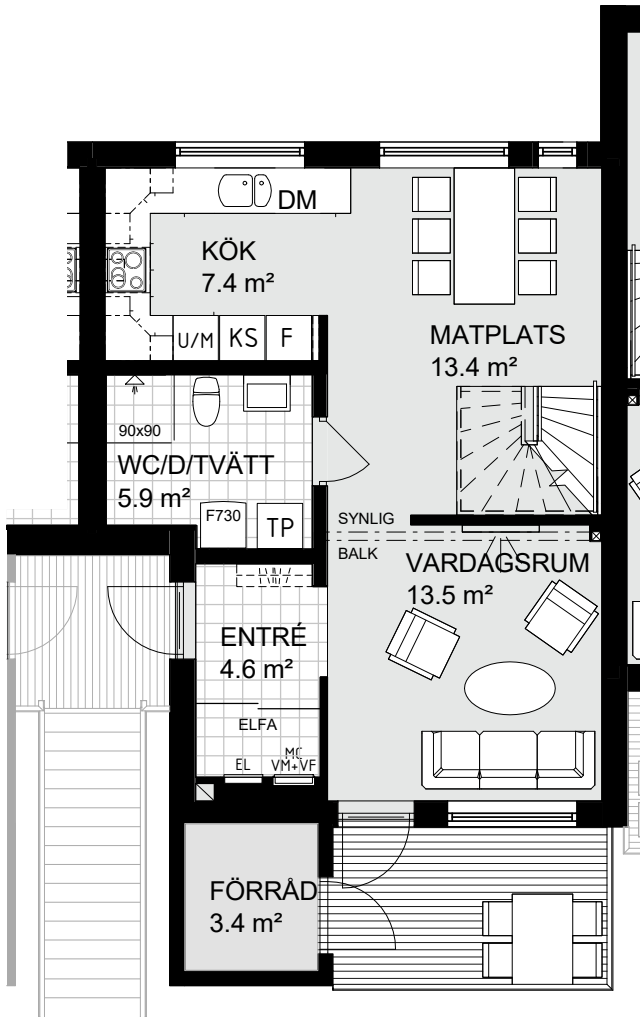 DM
KÖK
7.4 m²
U/M KS F
MATPLATS
13.4 m²
90x90
WC/D/TVÄTT
5.9 m²
F730 TP
SYNLIG
BALK
VARDAGSRUM
13.5 m²
ENTRÉ
4.6 m²
ELFA
MC
EL VM+VF
FÖRRÅD
3.4 m²